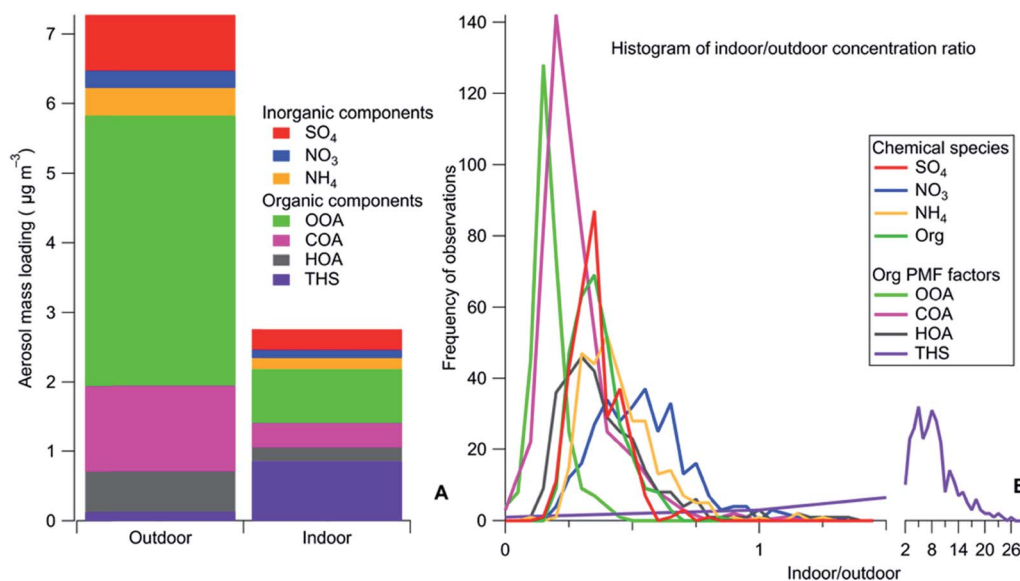 Aerosol mass loading ( μg m⁻³)
7
6
5
4
3
2
1
0
Outdoor
Indoor
Inorganic components
SO₄
NO₃
NH₄
Organic components
OOA
COA
HOA
THS
A
Histogram of indoor/outdoor concentration ratio
Frequency of observations
140
120
100
80
60
40
20
0
Chemical species
SO₄
NO₃
NH₄
Org
Org PMF factors
OOA
COA
HOA
THS
B
0 1 2 8 14 20 26
Indoor/outdoor